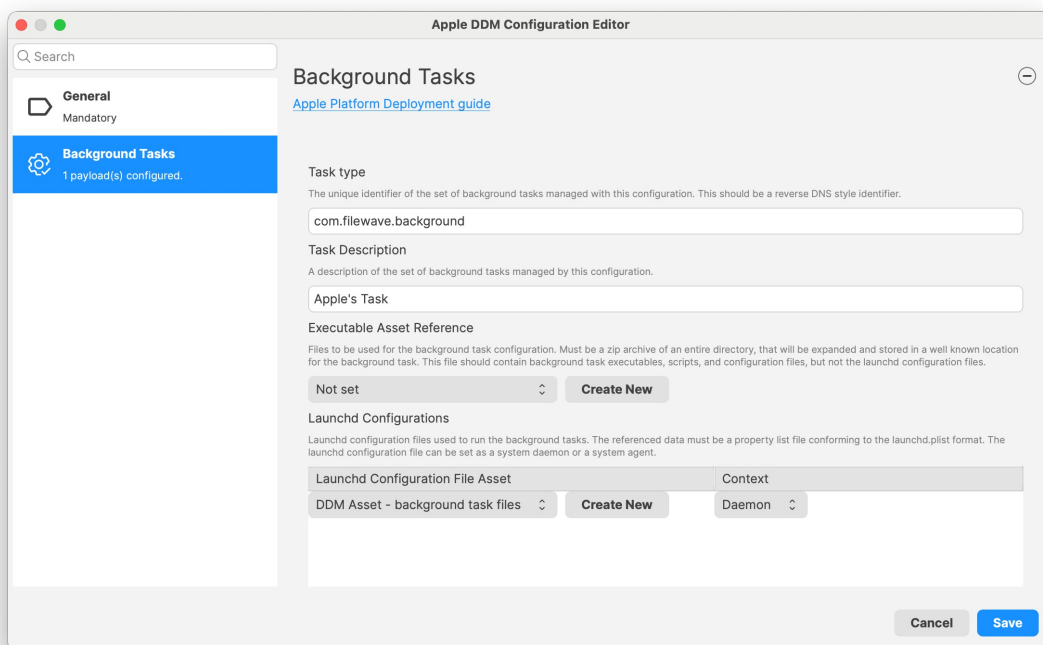 Apple DDM Configuration Editor
Search
General
Mandatory
Background Tasks
1 payload(s) configured.
Background Tasks
Apple Platform Deployment guide
Task type
The unique identifier of the set of background tasks managed with this configuration. This should be a reverse DNS style identifier.
com.filewave.background
Task Description
A description of the set of background tasks managed by this configuration.
Apple's Task
Executable Asset Reference
Files to be used for the background task configuration. Must be a zip archive of an entire directory, that will be expanded and stored in a well known location
for the background task. This file should contain background task executables, scripts, and configuration files, but not the launchd configuration files.
Not set
Create New
Launchd Configurations
Launchd configuration files used to run the background tasks. The referenced data must be a property list file conforming to the launchd.plist format. The
launchd configuration file can be set as a system daemon or a system agent.
Launchd Configuration File Asset
Context
DDM Asset - background task files
Create New
Daemon
Cancel
Save